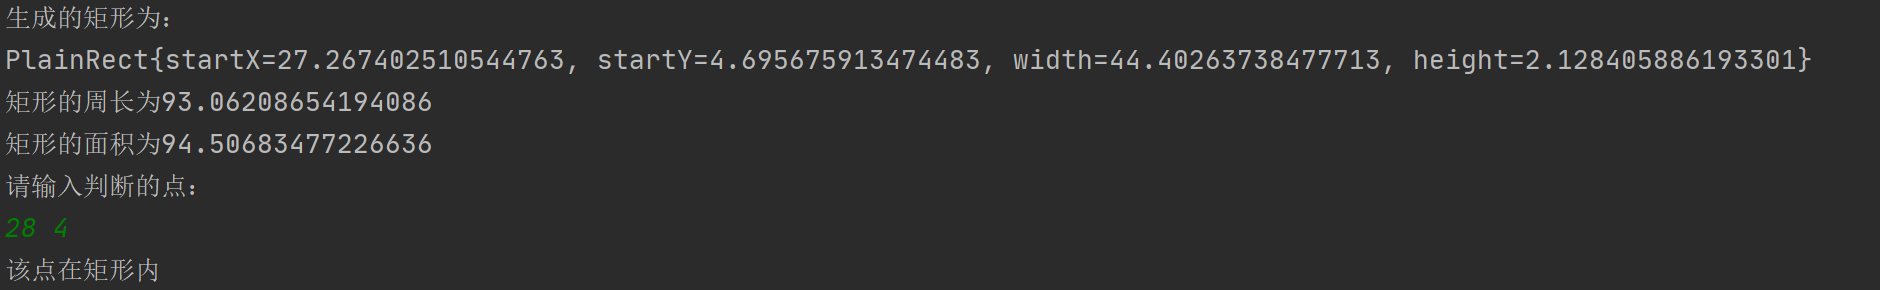 生成的矩形为：
PlainRect{startX=27.267402510544763, startY=4.695675913474483, width=44.40263738477713, height=2.128405886193301}
矩形的周长为93.06208654194086
矩形的面积为94.50683477226636
请输入判断的点：
28 4
该点在矩形内